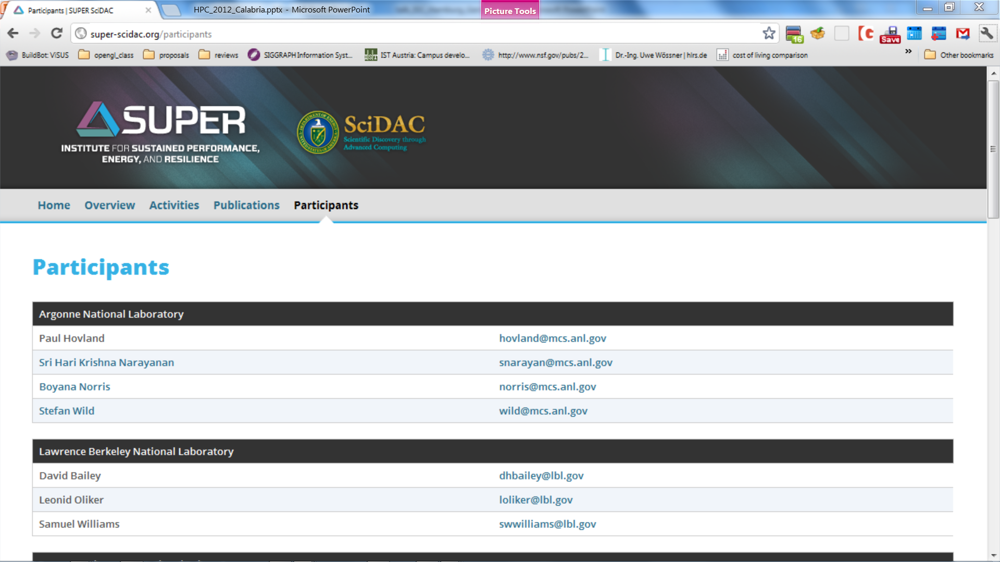 Participants | SUPER SciDAC
HPC_2012_Calabria.pptx - Microsoft PowerPoint
Picture Tools
super-scidac.org/participants
16
Save
BuildBot: ViSUS
opengl_class
proposals
reviews
SIGGRAPH Information Syst...
IST Austria: Campus develo...
http://www.nsf.gov/pubs/2...
Dr.-Ing. Uwe Wössner | hlrs.de
cost of living comparison
»
Other bookmarks
SUPER
INSTITUTE FOR SUSTAINED PERFORMANCE,
ENERGY, AND RESILIENCE
SciDAC
Scientific Discovery through
Advanced Computing
Home Overview Activities Publications Participants
Participants
Argonne National Laboratory
Paul Hovland hovland@mcs.anl.gov
Sri Hari Krishna Narayanan snarayan@mcs.anl.gov
Boyana Norris norris@mcs.anl.gov
Stefan Wild wild@mcs.anl.gov
Lawrence Berkeley National Laboratory
David Bailey dhbailey@lbl.gov
Leonid Oliker loliker@lbl.gov
Samuel Williams swwilliams@lbl.gov